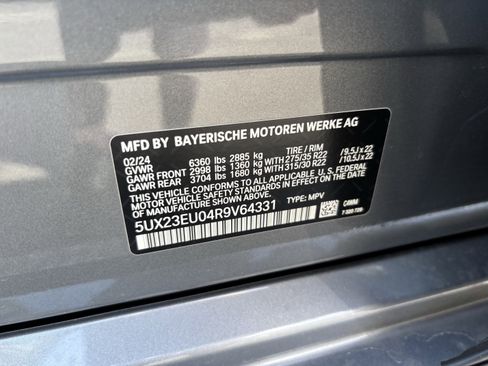 MFD BY BAYERISCHE MOTOREN WERKE AG
02/24 6360 lbs 2885 kg TIRE / RIM
GVWR
GAWR FRONT 2998 lbs 1360 kg WITH 275/35 R22 /9.5J x 22
GAWR REAR 3704 lbs 1680 kg WITH 315/30 R22 /10.5J x 22
THIS VEHICLE CONFORMS TO ALL APPLICABLE U.S. FEDERAL
MOTOR VEHICLE SAFETY STANDARDS IN EFFECT ON THE
DATE OF MANUFACTURE SHOWN ABOVE.
5UX23EU04R9V64331 TYPE: MPV